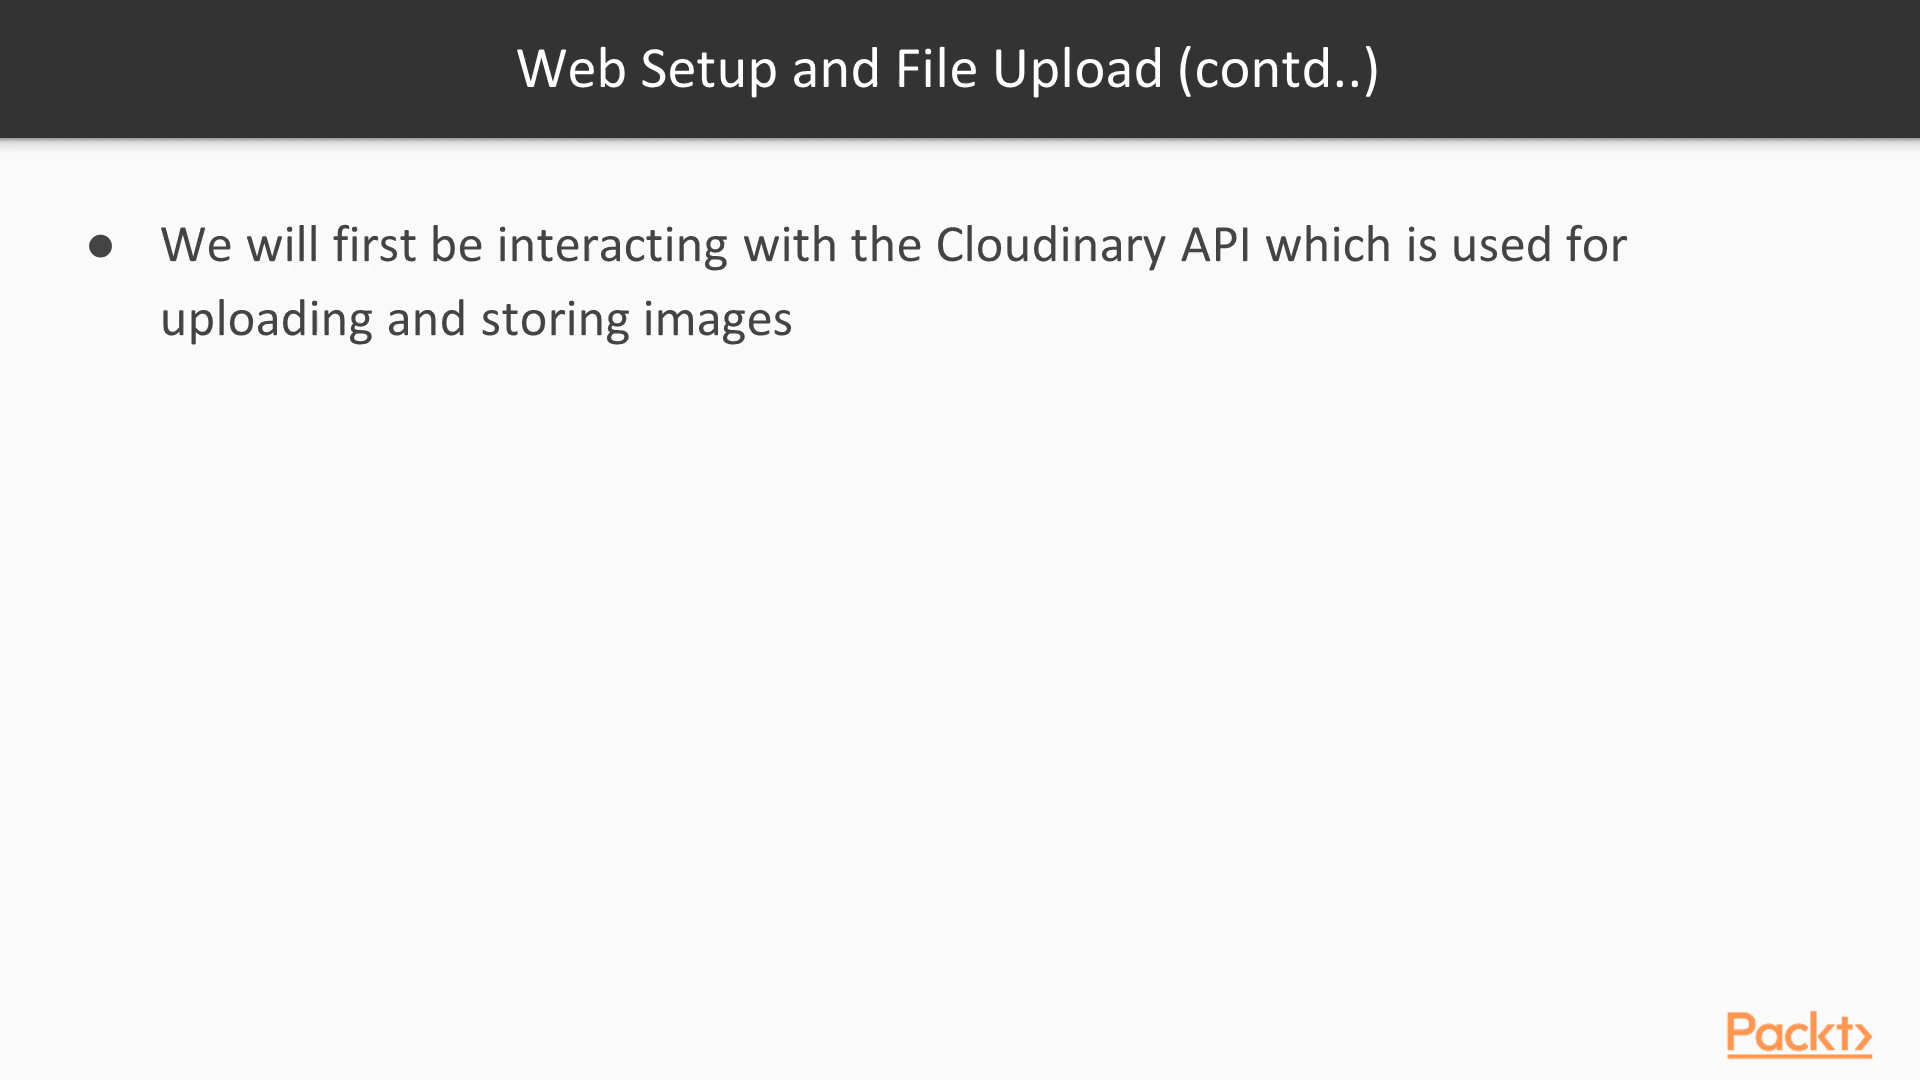 Web Setup and File Upload (contd..)
● We will first be interacting with the Cloudinary API which is used for
uploading and storing images
Packt>